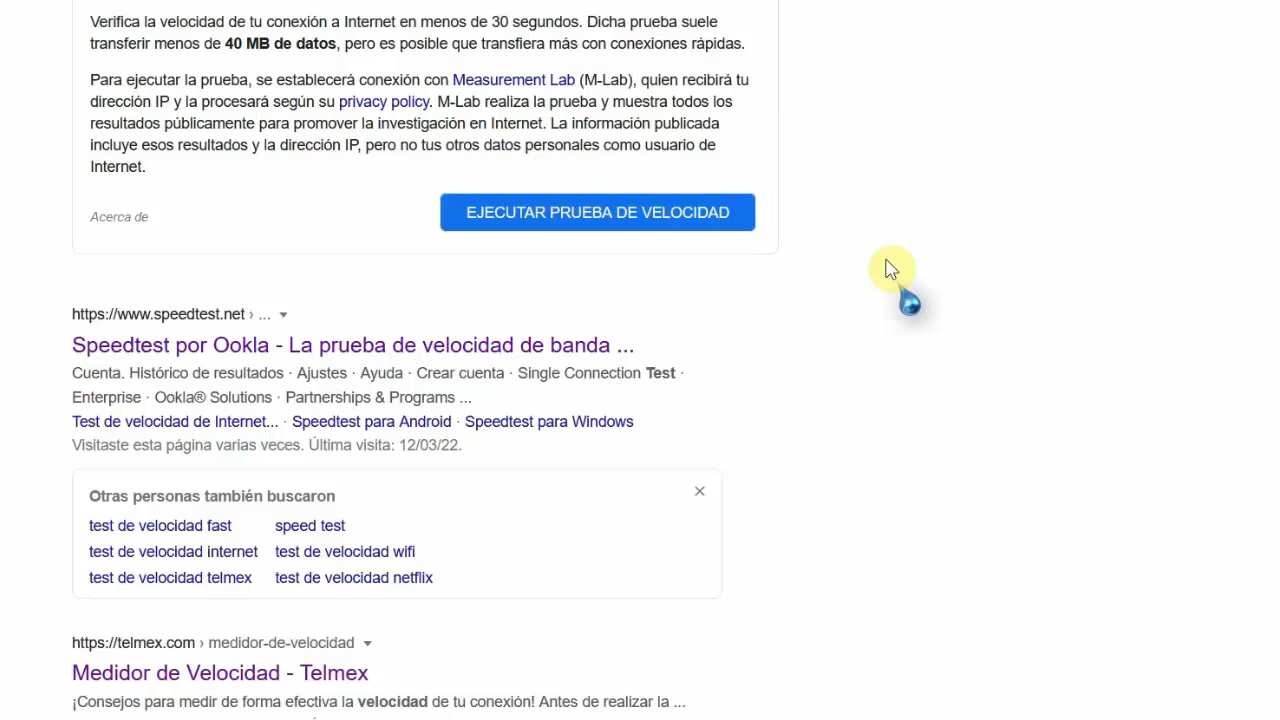 Verifica la velocidad de tu conexión a Internet en menos de 30 segundos. Dicha prueba suele
transferir menos de 40 MB de datos, pero es posible que transfiera más con conexiones rápidas.
Para ejecutar la prueba, se establecerá conexión con Measurement Lab (M-Lab), quien recibirá tu
dirección IP y la procesará según su privacy policy. M-Lab realiza la prueba y muestra todos los
resultados públicamente para promover la investigación en Internet. La información publicada
incluye esos resultados y la dirección IP, pero no tus otros datos personales como usuario de
Internet.
Acerca de
EJECUTAR PRUEBA DE VELOCIDAD
https://www.speedtest.net › ...
Speedtest por Ookla - La prueba de velocidad de banda ...
Cuenta. Histórico de resultados · Ajustes · Ayuda · Crear cuenta · Single Connection Test ·
Enterprise · Ookla® Solutions · Partnerships & Programs ...
Test de velocidad de Internet... · Speedtest para Android · Speedtest para Windows
Visitaste esta página varias veces. Última visita: 12/03/22.
Otras personas también buscaron
test de velocidad fast speed test
test de velocidad internet test de velocidad wifi
test de velocidad telmex test de velocidad netflix
https://telmex.com › medidor-de-velocidad
Medidor de Velocidad - Telmex
¡Consejos para medir de forma efectiva la velocidad de tu conexión! Antes de realizar la ...